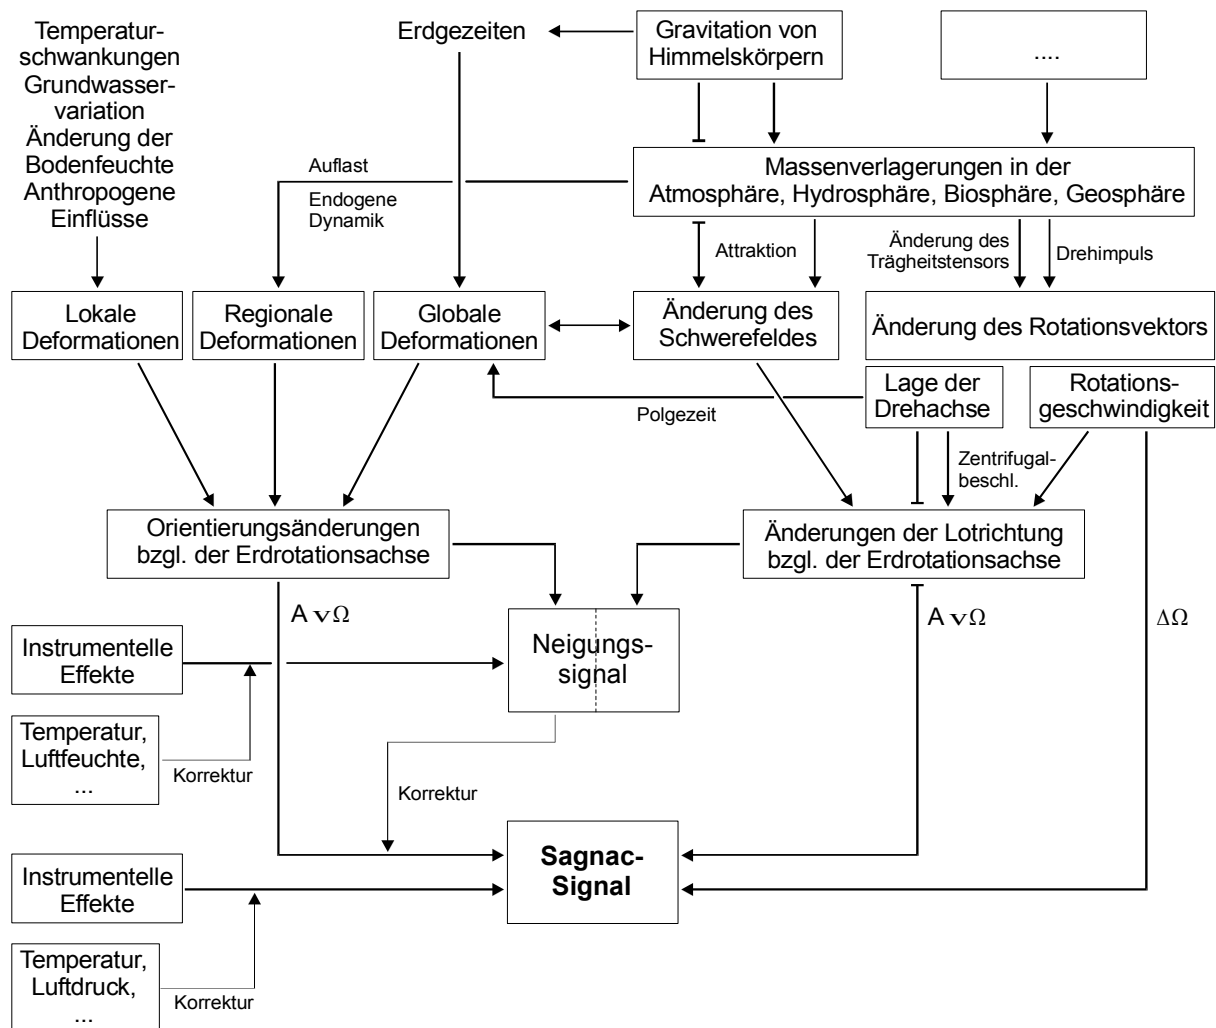 Temperatur-
schwankungen
Grundwasser-
variation
Änderung der
Bodenfeuchte
Anthropogene
Einflüsse
Erdgezeiten
Gravitation von
Himmelskörpern
....
Auflast
Endogene
Dynamik
Massenverlagerungen in der
Atmosphäre, Hydrosphäre, Biosphäre, Geosphäre
Attraktion
Änderung des
Trägheitstensors
Drehimpuls
Lokale
Deformationen
Regionale
Deformationen
Globale
Deformationen
Änderung des
Schwerefeldes
Änderung des Rotationsvektors
Lage der
Drehachse
Rotations-
geschwindigkeit
Polgezeit
Zentrifugal-
beschl.
Orientierungsänderungen
bzgl. der Erdrotationsachse
Änderungen der Lotrichtung
bzgl. der Erdrotationsachse
A v Ω
A v Ω
ΔΩ
Instrumentelle
Effekte
Neigungs-
signal
Temperatur,
Luftfeuchte,
...
Korrektur
Korrektur
Instrumentelle
Effekte
Sagnac-
Signal
Temperatur,
Luftdruck,
...
Korrektur